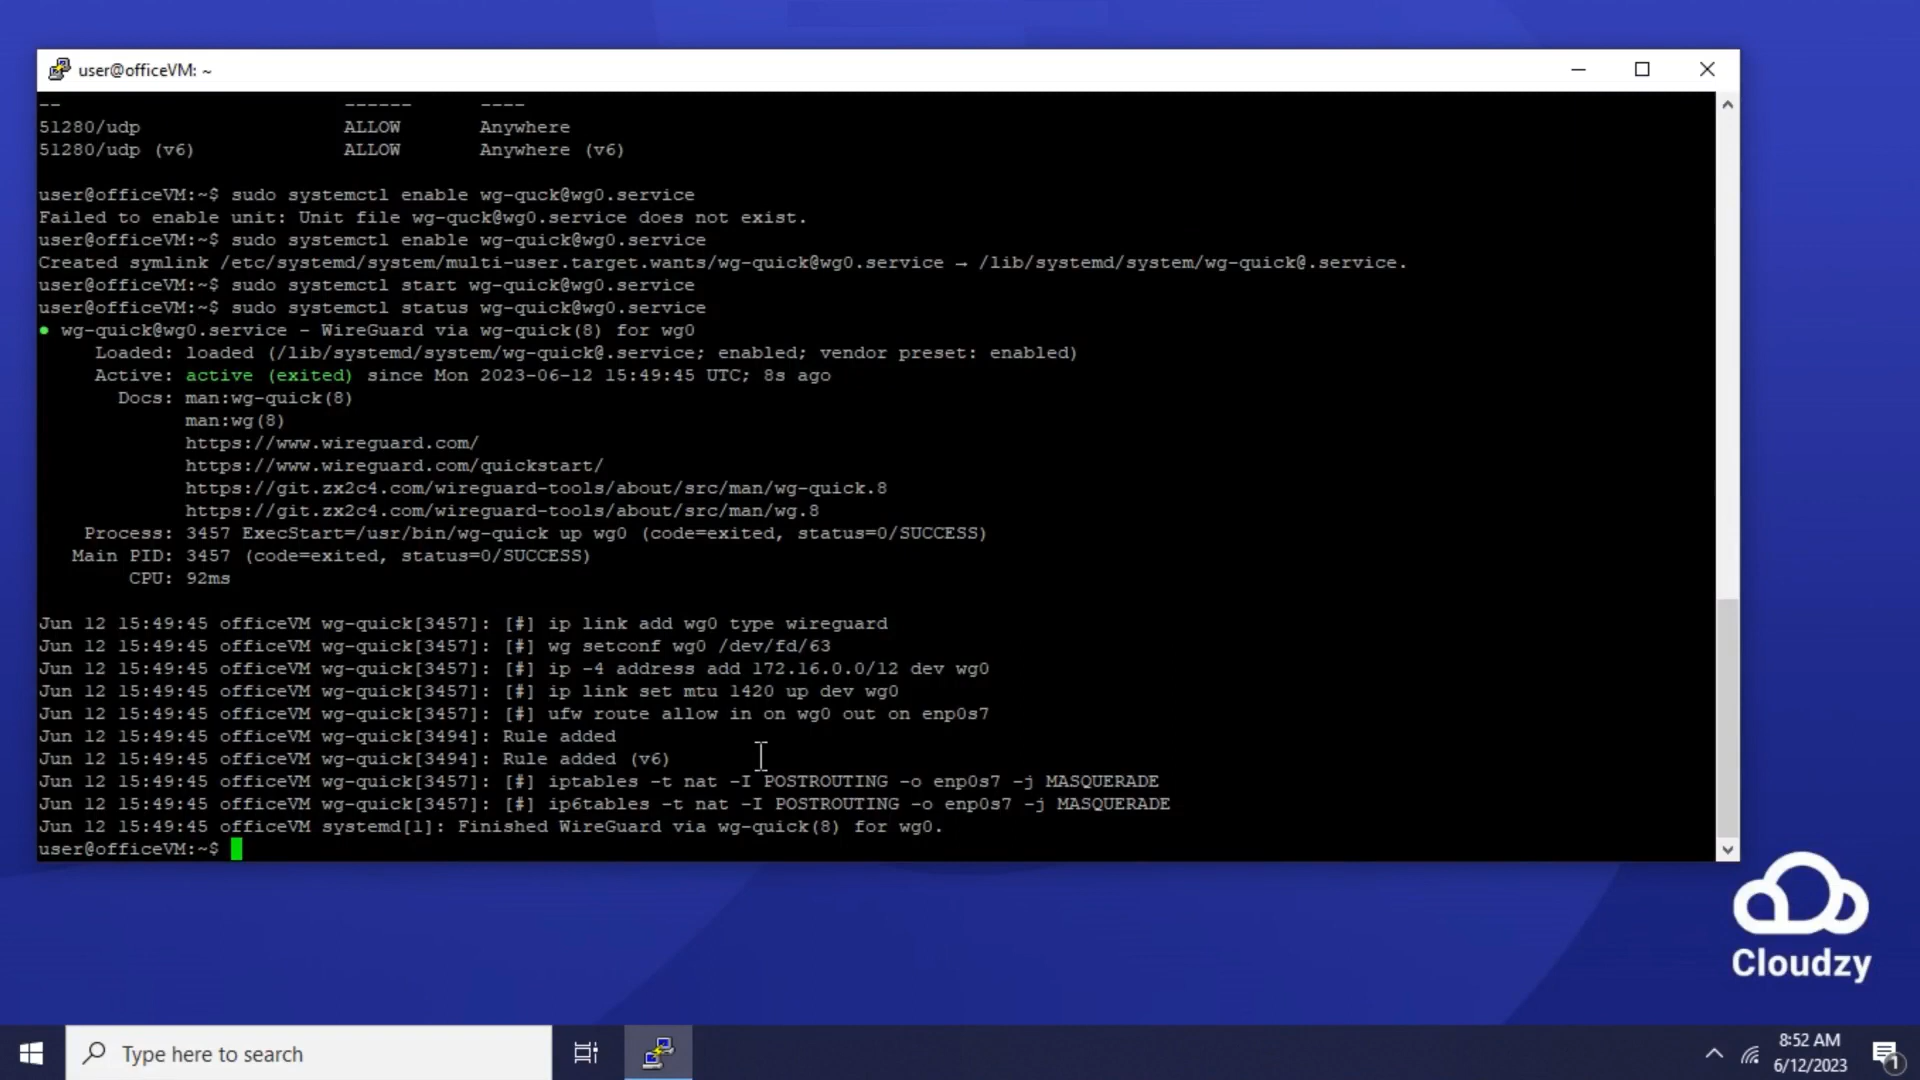 user@officeVM: ~
-- ------ ----
51280/udp ALLOW Anywhere
51280/udp (v6) ALLOW Anywhere (v6)
user@officeVM:~$ sudo systemctl enable wg-quck@wg0.service
Failed to enable unit: Unit file wg-quck@wg0.service does not exist.
user@officeVM:~$ sudo systemctl enable wg-quick@wg0.service
Created symlink /etc/systemd/system/multi-user.target.wants/wg-quick@wg0.service → /lib/systemd/system/wg-quick@.service.
user@officeVM:~$ sudo systemctl start wg-quick@wg0.service
user@officeVM:~$ sudo systemctl status wg-quick@wg0.service
● wg-quick@wg0.service - WireGuard via wg-quick(8) for wg0
Loaded: loaded (/lib/systemd/system/wg-quick@.service; enabled; vendor preset: enabled)
Active: active (exited) since Mon 2023-06-12 15:49:45 UTC; 8s ago
Docs: man:wg-quick(8)
man:wg(8)
https://www.wireguard.com/
https://www.wireguard.com/quickstart/
https://git.zx2c4.com/wireguard-tools/about/src/man/wg-quick.8
https://git.zx2c4.com/wireguard-tools/about/src/man/wg.8
Process: 3457 ExecStart=/usr/bin/wg-quick up wg0 (code=exited, status=0/SUCCESS)
Main PID: 3457 (code=exited, status=0/SUCCESS)
CPU: 92ms
Jun 12 15:49:45 officeVM wg-quick[3457]: [#] ip link add wg0 type wireguard
Jun 12 15:49:45 officeVM wg-quick[3457]: [#] wg setconf wg0 /dev/fd/63
Jun 12 15:49:45 officeVM wg-quick[3457]: [#] ip -4 address add 172.16.0.0/12 dev wg0
Jun 12 15:49:45 officeVM wg-quick[3457]: [#] ip link set mtu 1420 up dev wg0
Jun 12 15:49:45 officeVM wg-quick[3457]: [#] ufw route allow in on wg0 out on enp0s7
Jun 12 15:49:45 officeVM wg-quick[3494]: Rule added
Jun 12 15:49:45 officeVM wg-quick[3494]: Rule added (v6)
Jun 12 15:49:45 officeVM wg-quick[3457]: [#] iptables -t nat -I POSTROUTING -o enp0s7 -j MASQUERADE
Jun 12 15:49:45 officeVM wg-quick[3457]: [#] ip6tables -t nat -I POSTROUTING -o enp0s7 -j MASQUERADE
Jun 12 15:49:45 officeVM systemd[1]: Finished WireGuard via wg-quick(8) for wg0.
user@officeVM:~$
Cloudzy
Type here to search
8:52 AM
6/12/2023
1